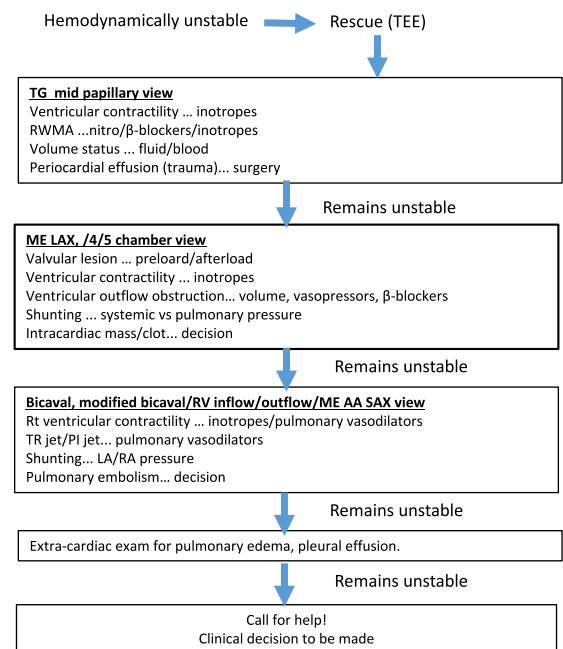 Hemodynamically unstable Rescue (TEE)
TG mid papillary view
Ventricular contractility … inotropes
RWMA ...nitro/β-blockers/inotropes
Volume status ... fluid/blood
Periocardial effusion (trauma)... surgery
Remains unstable
ME LAX, /4/5 chamber view
Valvular lesion … preloard/afterload
Ventricular contractility ... inotropes
Ventricular outflow obstruction… volume, vasopressors, β-blockers
Shunting ... systemic vs pulmonary pressure
Intracardiac mass/clot... decision
Remains unstable
Bicaval, modified bicaval/RV inflow/outflow/ME AA SAX view
Rt ventricular contractility … inotropes/pulmonary vasodilators
TR jet/PI jet... pulmonary vasodilators
Shunting... LA/RA pressure
Pulmonary embolism… decision
Remains unstable
Extra-cardiac exam for pulmonary edema, pleural effusion.
Remains unstable
Call for help!
Clinical decision to be made